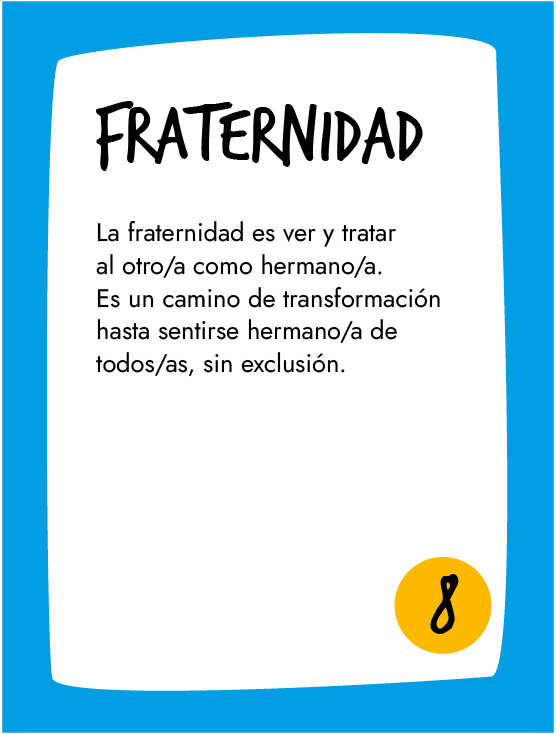 FRATERNIDAD
La fraternidad es ver y tratar
al otro/a como hermano/a.
Es un camino de transformación
hasta sentirse hermano/a de
todos/as, sin exclusión.
8